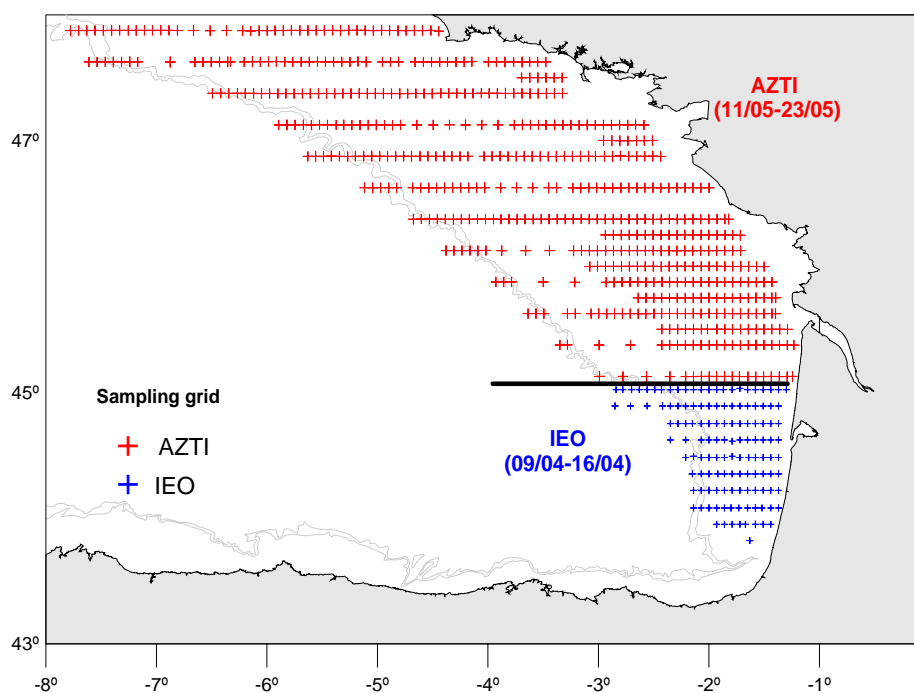 AZTI
(11/05-23/05)
47º
45º
Sampling grid
AZTI
IEO
IEO
(09/04-16/04)
43º
-8º -7º -6º -5º -4º -3º -2º -1º